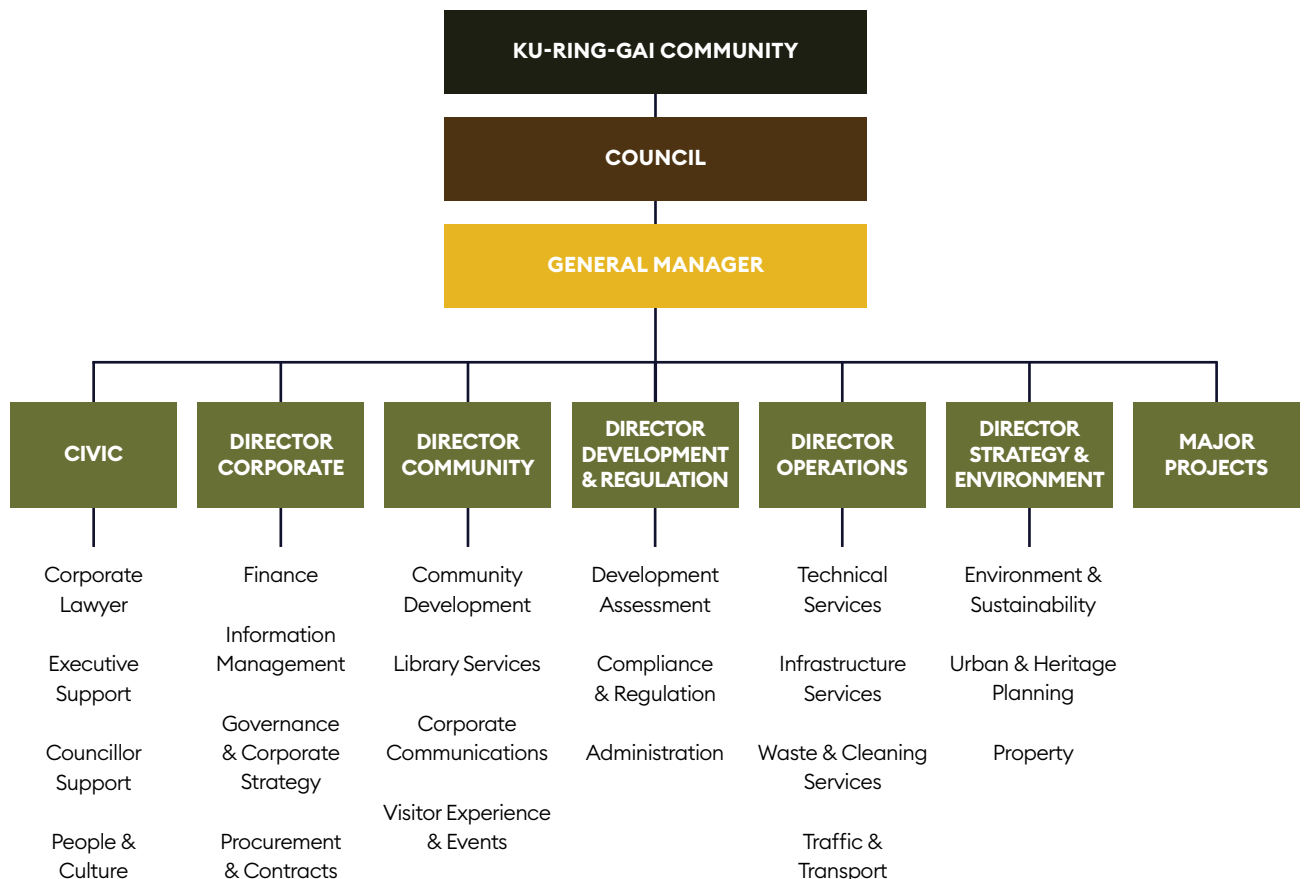 KU-RING-GAI COMMUNITY
COUNCIL
GENERAL MANAGER
CIVIC
DIRECTOR
CORPORATE
DIRECTOR
COMMUNITY
DIRECTOR
DEVELOPMENT
& REGULATION
DIRECTOR
OPERATIONS
DIRECTOR
STRATEGY &
ENVIRONMENT
MAJOR
PROJECTS
Corporate
Lawyer
Executive
Support
Councillor
Support
People &
Culture
Finance
Information
Management
Governance
& Corporate
Strategy
Procurement
& Contracts
Community
Development
Library Services
Corporate
Communications
Visitor Experience
& Events
Development
Assessment
Compliance
& Regulation
Administration
Technical
Services
Infrastructure
Services
Waste & Cleaning
Services
Traffic &
Transport
Environment &
Sustainability
Urban & Heritage
Planning
Property